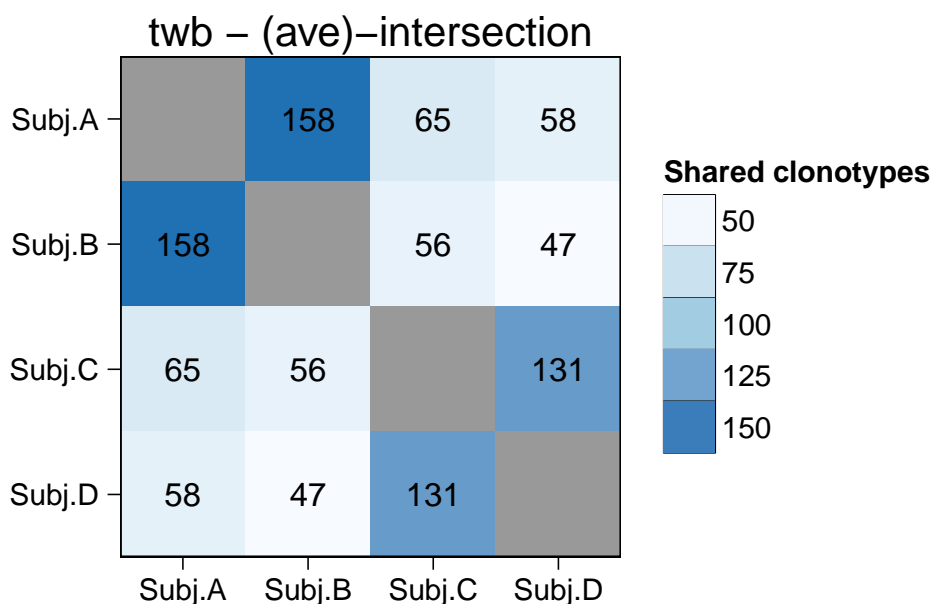 twb – (ave)–intersection
Subj.A 158 65 58
Subj.B 158 56 47
Subj.C 65 56 131
Subj.D 58 47 131
Subj.A Subj.B Subj.C Subj.D
Shared clonotypes
50
75
100
125
150